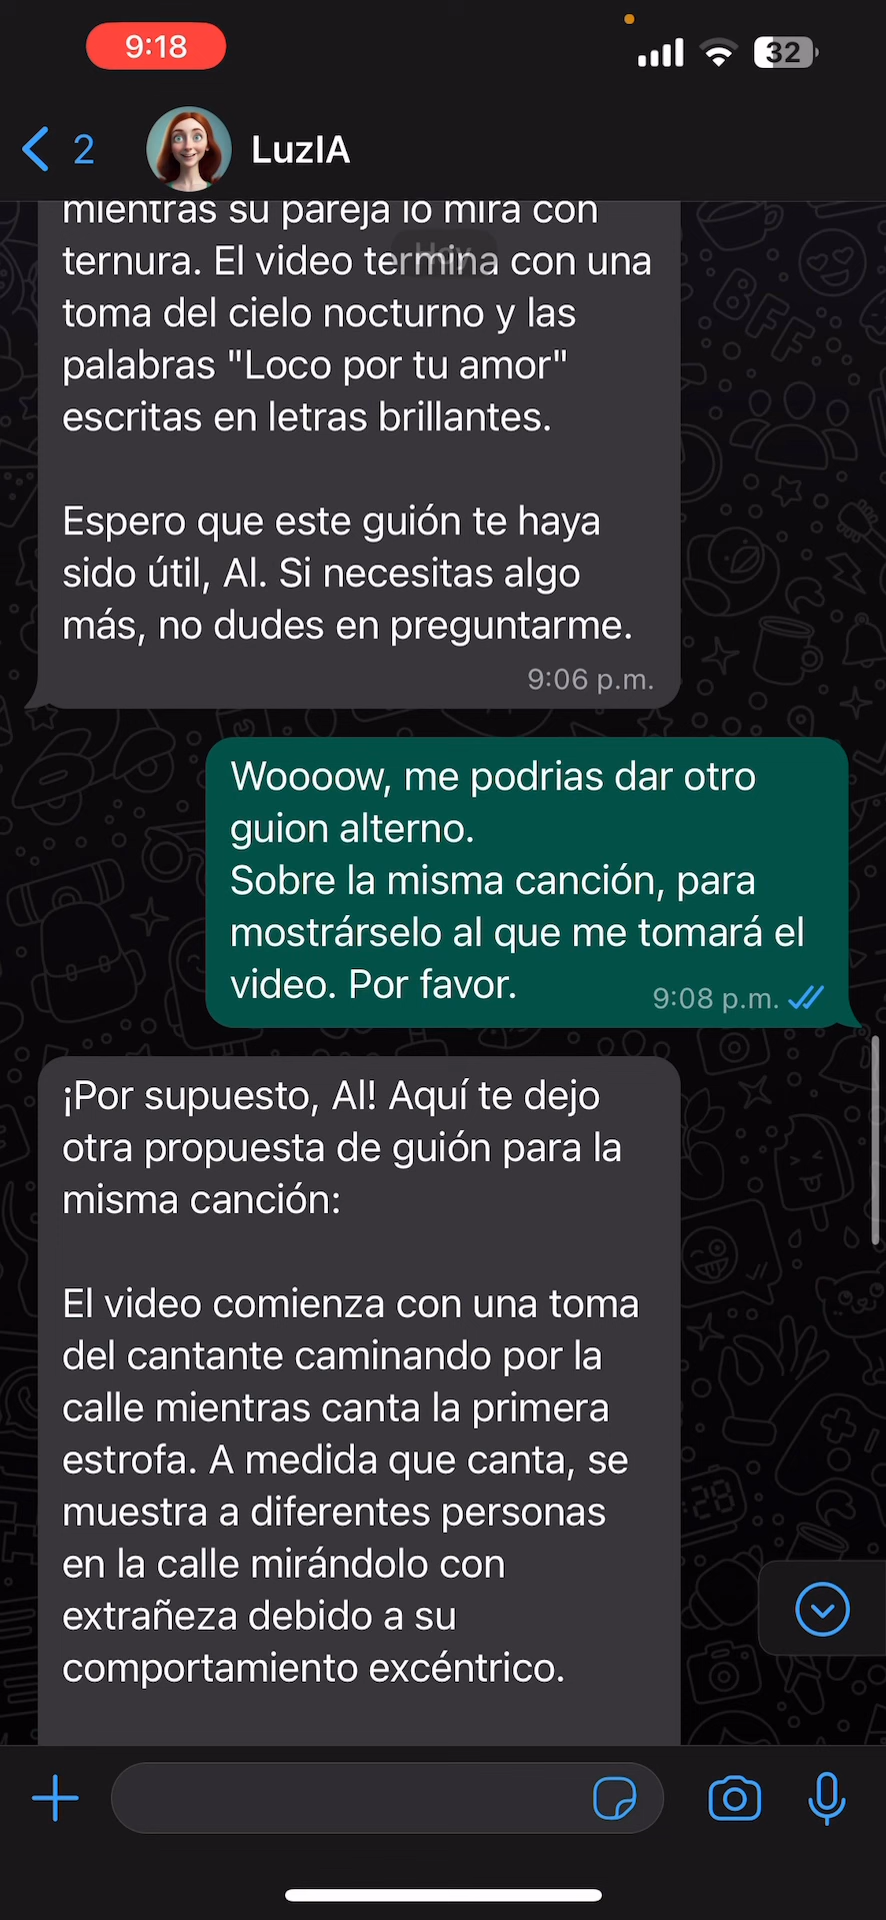 9:18
32
2
LuzIA
mientras su pareja lo mira con
Hoy
ternura. El video termina con una
toma del cielo nocturno y las
palabras "Loco por tu amor"
escritas en letras brillantes.
Espero que este guión te haya
sido útil, Al. Si necesitas algo
más, no dudes en preguntarme.
9:06 p.m.
Woooow, me podrias dar otro
guion alterno.
Sobre la misma canción, para
mostrárselo al que me tomará el
video. Por favor.
9:08 p.m.
¡Por supuesto, Al! Aquí te dejo
otra propuesta de guión para la
misma canción:
El video comienza con una toma
del cantante caminando por la
calle mientras canta la primera
estrofa. A medida que canta, se
muestra a diferentes personas
en la calle mirándolo con
extrañeza debido a su
comportamiento excéntrico.
BFF